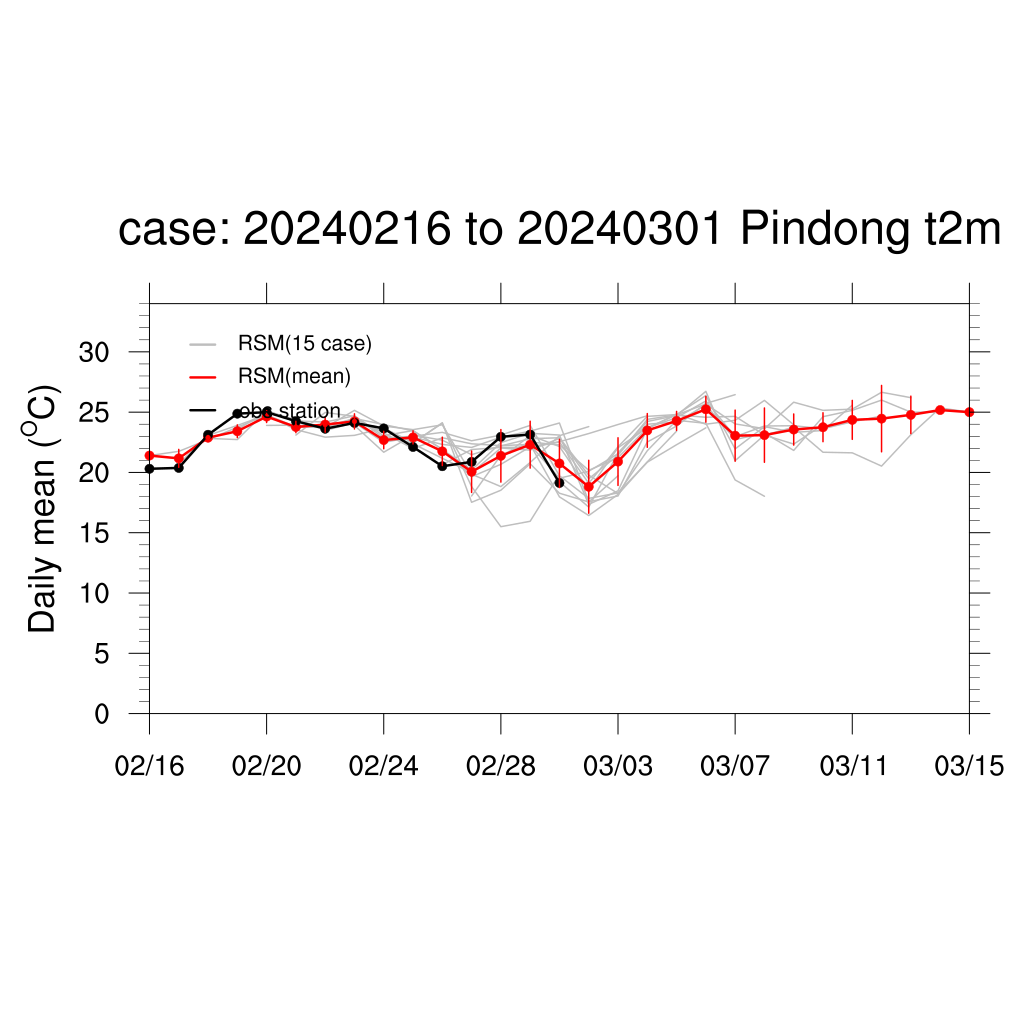 case: 20240216 to 20240301 Pindong t2m
RSM(15 case)
RSM(mean)
obs station
Daily mean (°C)
30
25
20
15
10
5
0
02/16 02/20 02/24 02/28 03/03 03/07 03/11 03/15